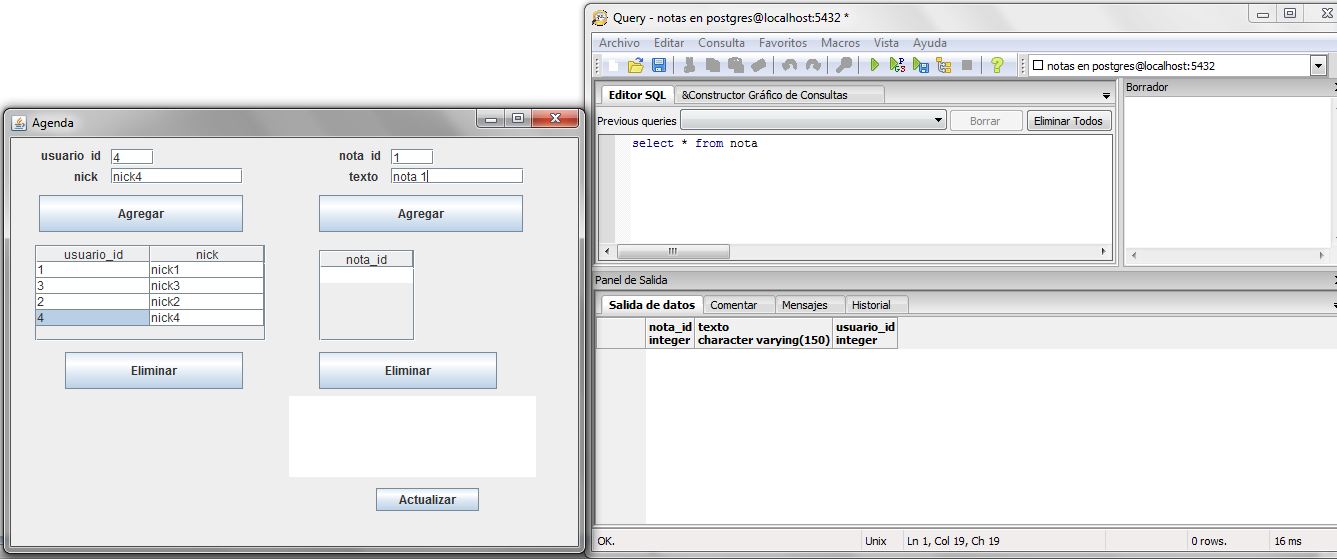 Agenda
usuario id 4
nick nick4
Agregar
usuario_id nick
1 nick1
3 nick3
2 nick2
4 nick4
Eliminar
nota id 1
texto nota 1
Agregar
nota_id
Eliminar
Actualizar
Query - notas en postgres@localhost:5432 *
Archivo Editar Consulta Favoritos Macros Vista Ayuda
notas en postgres@localhost:5432
Editor SQL &Constructor Gráfico de Consultas
Previous queries Borrar Eliminar Todos
select * from nota
Borrador
Panel de Salida
Salida de datos Comentar Mensajes Historial
nota_id texto usuario_id
integer character varying(150) integer
OK. Unix Ln 1, Col 19, Ch 19 0 rows. 16 ms